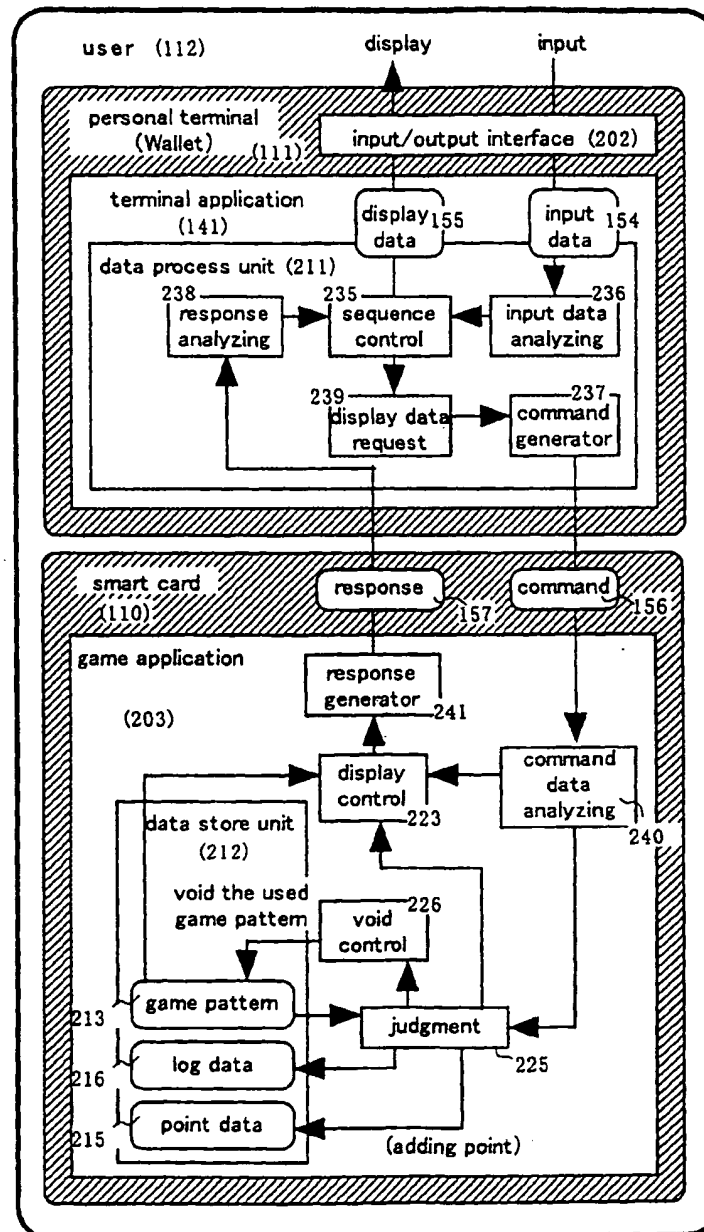 user (112)
display
input
personal terminal
(Wallet)
(111)
input/output interface (202)
terminal application
(141)
display
data
155
input
data
154
data process unit (211)
238
response
analyzing
235
sequence
control
236
input data
analyzing
239
display data
request
237
command
generator
smart card
(110)
response
157
command
156
game application
(203)
response
generator
241
display
control
223
command
data
analyzing
240
data store unit
(212)
void the used
game pattern
226
void
control
game pattern
213
judgment
225
log data
216
point data
215
(adding point)